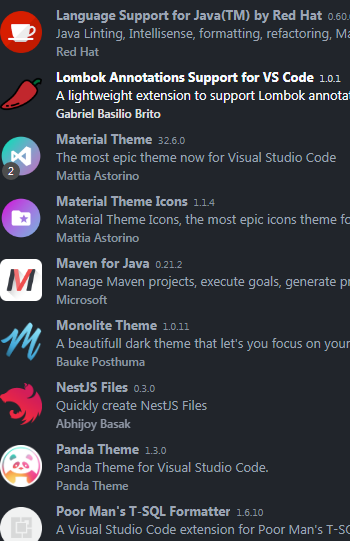 Language Support for Java(TM) by Red Hat 0.60.
Java Linting, Intellisense, formatting, refactoring, Ma
Red Hat
Lombok Annotations Support for VS Code 1.0.1
A lightweight extension to support Lombok annotat
Gabriel Basilio Brito
Material Theme 32.6.0
The most epic theme now for Visual Studio Code
2
Mattia Astorino
Material Theme Icons 1.1.4
Material Theme Icons, the most epic icons theme fo
Mattia Astorino
Maven for Java 0.21.2
Manage Maven projects, execute goals, generate pr
Microsoft
Monolite Theme 1.0.11
A beautifull dark theme that let's you focus on your
Bauke Posthuma
NestJS Files 0.3.0
Quickly create NestJS Files
Abhijoy Basak
Panda Theme 1.3.0
Panda Theme for Visual Studio Code.
Panda Theme
Poor Man's T-SQL Formatter 1.6.10
A Visual Studio Code extension for Poor Man's T-SQ